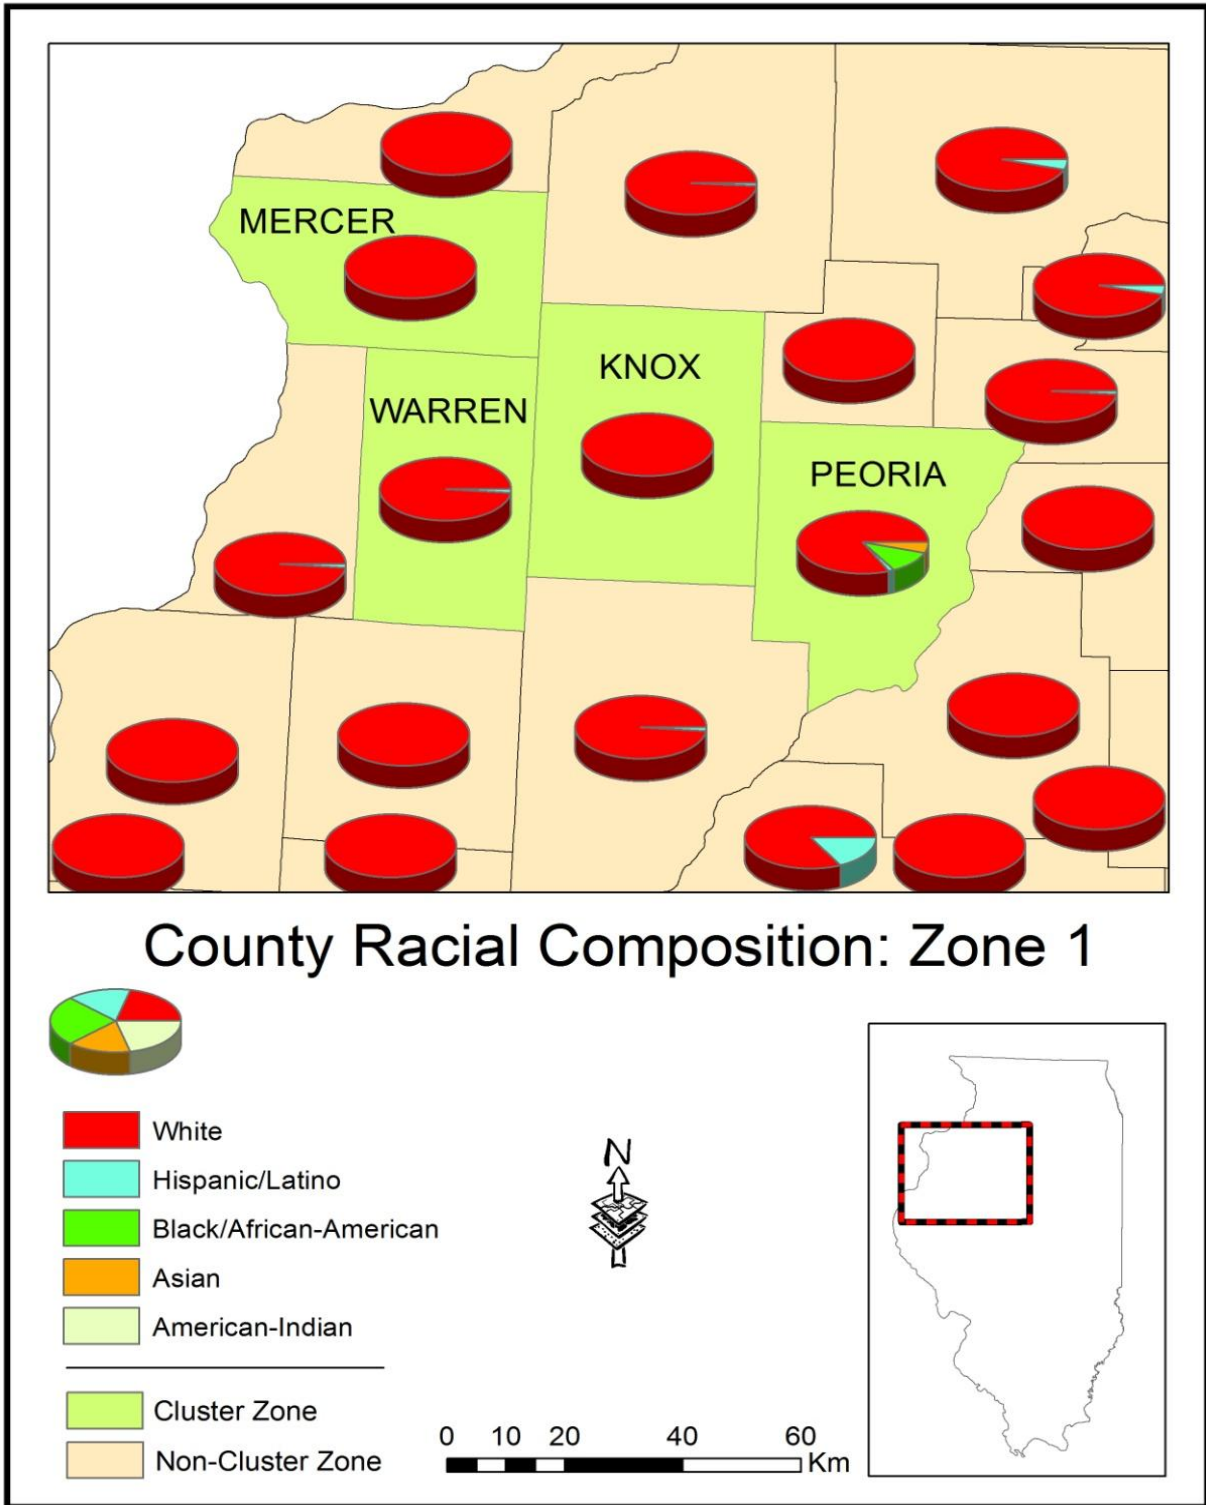 MERCER
KNOX
WARREN
PEORIA
County Racial Composition: Zone 1
White
Hispanic/Latino
Black/African-American
Asian
American-Indian
N
Cluster Zone
Non-Cluster Zone
0 10 20 40 60
Km